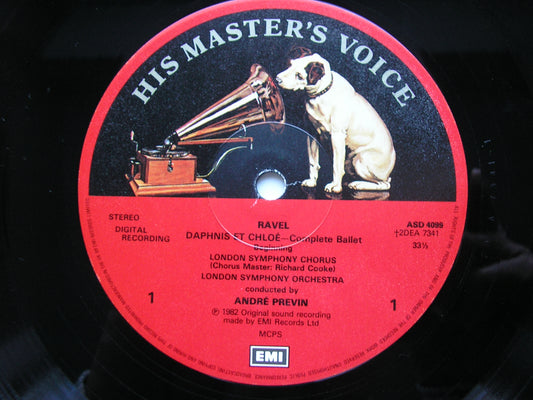 HIS MASTER'S VOICE
STEREO
DIGITAL
RECORDING
RAVEL
DAPHNIS ET CHLOÉ—Complete Ballet
Beginning
ASD 4099
†2DEA 7341
33⅓
LONDON SYMPHONY CHORUS
(Chorus Master: Richard Cooke)
LONDON SYMPHONY ORCHESTRA
conducted by
ANDRÉ PREVIN
1
1
℗ 1982 Original sound recording
made by EMI Records Ltd
MCPS
EMI